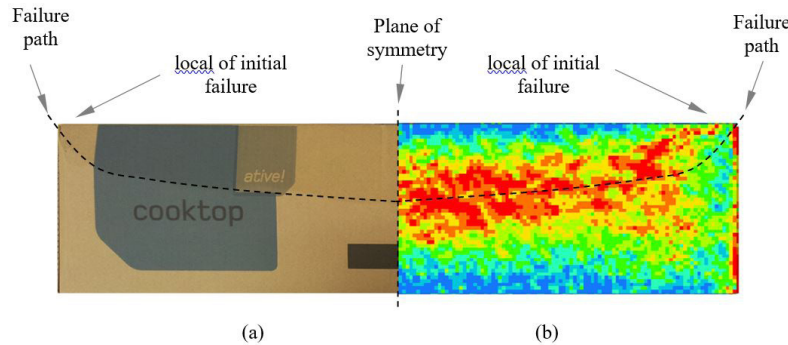 Failure
path
local of initial
failure
Plane of
symmetry
local of initial
failure
Failure
path
ative!
cooktop
(a)
(b)